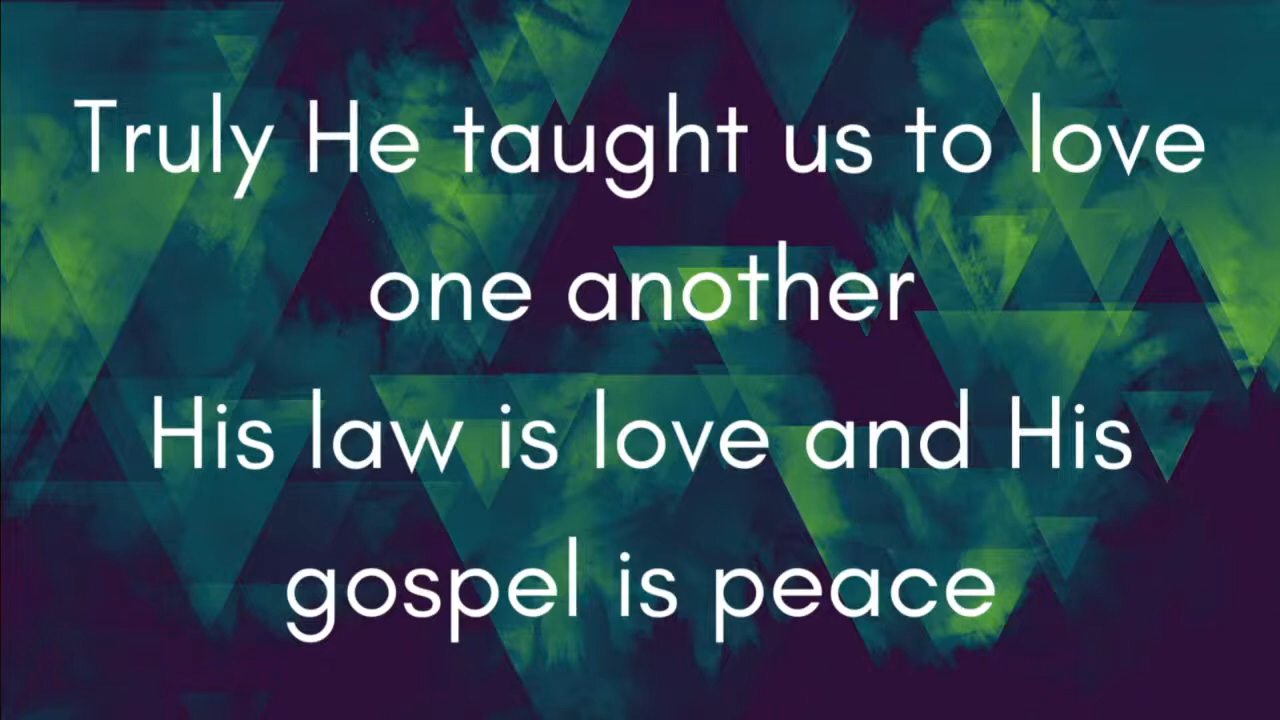 Truly He taught us to love
one another
His law is love and His
gospel is peace